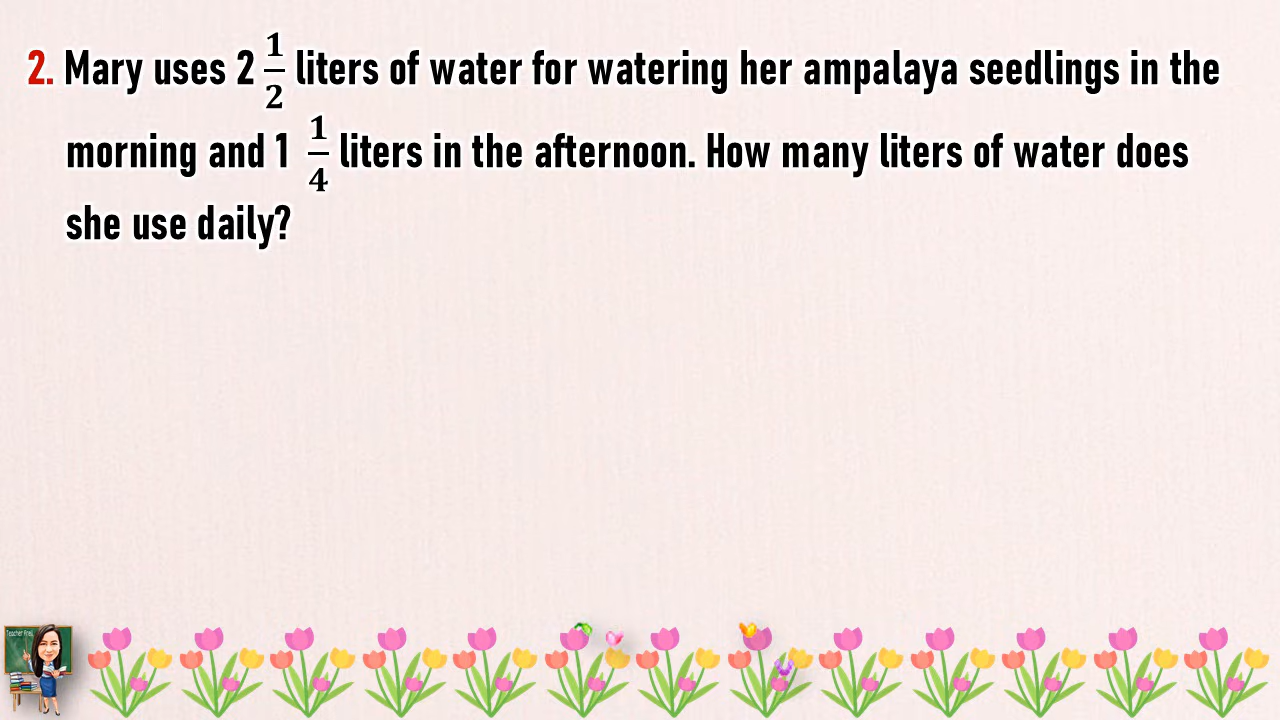 2. Mary uses 2 1/2 liters of water for watering her ampalaya seedlings in the
morning and 1 1/4 liters in the afternoon. How many liters of water does
she use daily?